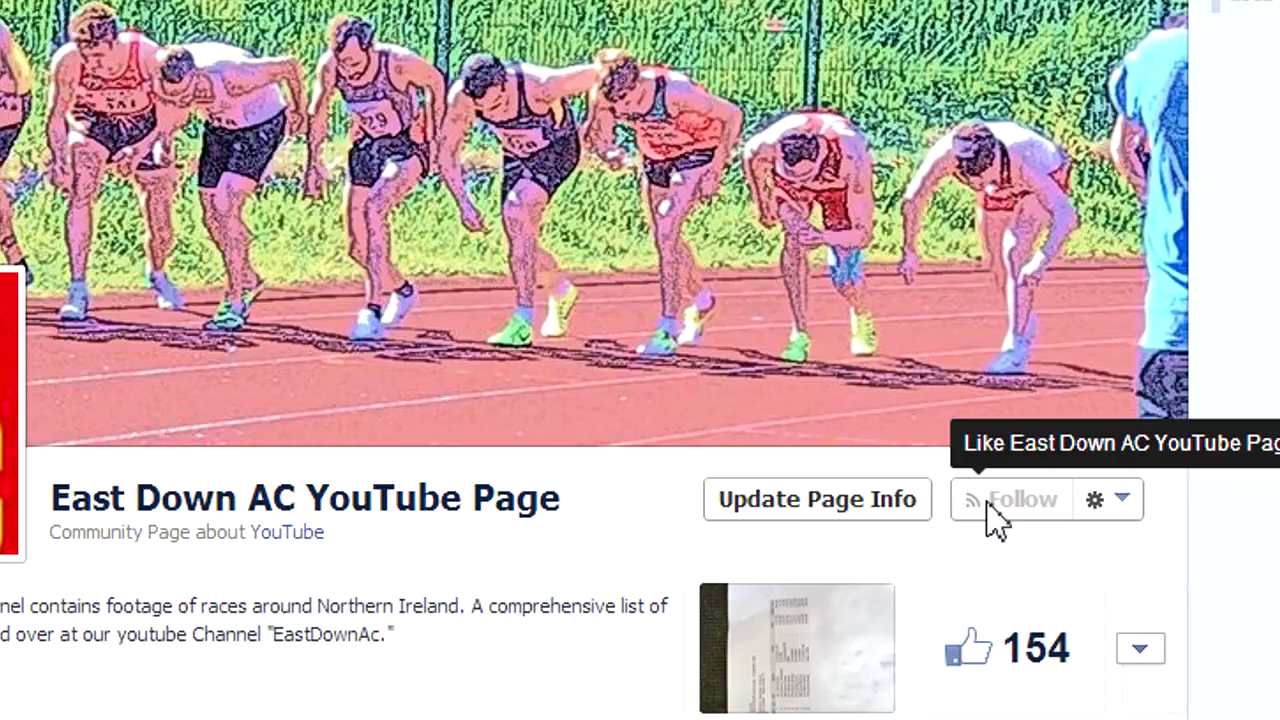 79
Like East Down AC YouTube Pag
East Down AC YouTube Page
Update Page Info
Follow
Community Page about YouTube
nel contains footage of races around Northern Ireland. A comprehensive list of
d over at our youtube Channel "EastDownAc."
154